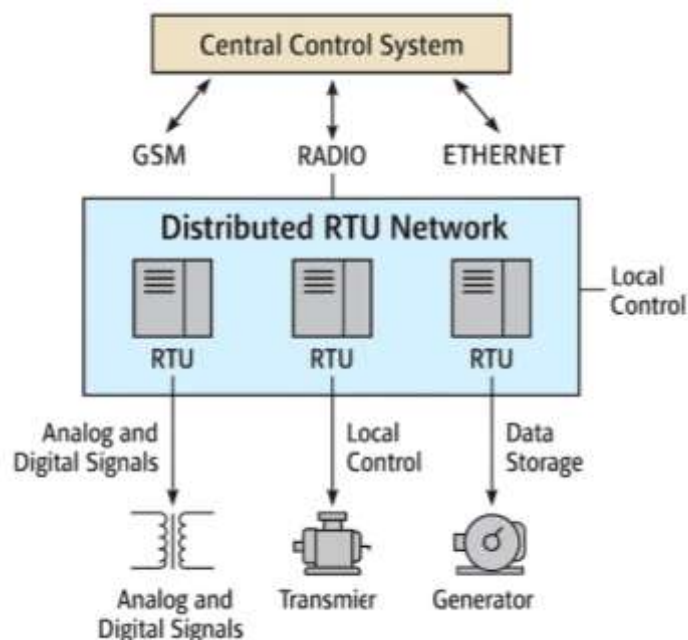 Central Control System
GSM
RADIO
ETHERNET
Distributed RTU Network
RTU
RTU
RTU
Local
Control
Analog and
Digital Signals
Local
Control
Data
Storage
Analog and
Digital Signals
Transmier
Generator